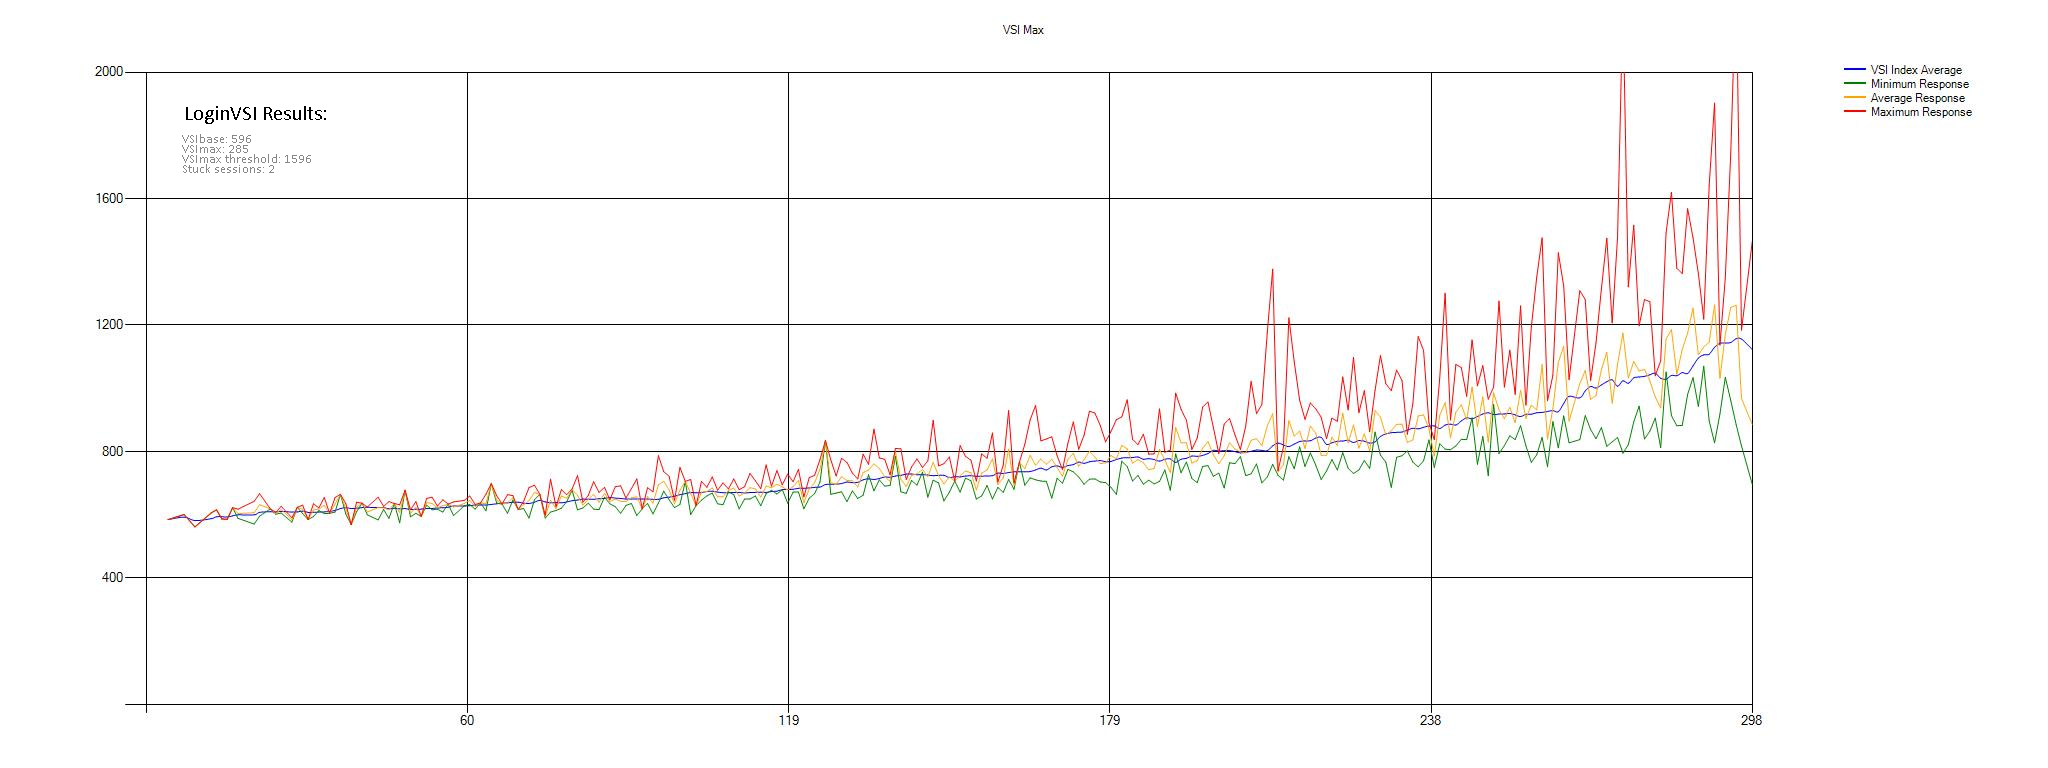 VSI Max
2000
1600
1200
800
400
LoginVSI Results:
VSIbase: 596
VSImax: 285
VSImax threshold: 1596
Stuck sessions: 2
60
119
179
238
298
VSI Index Average
Minimum Response
Average Response
Maximum Response